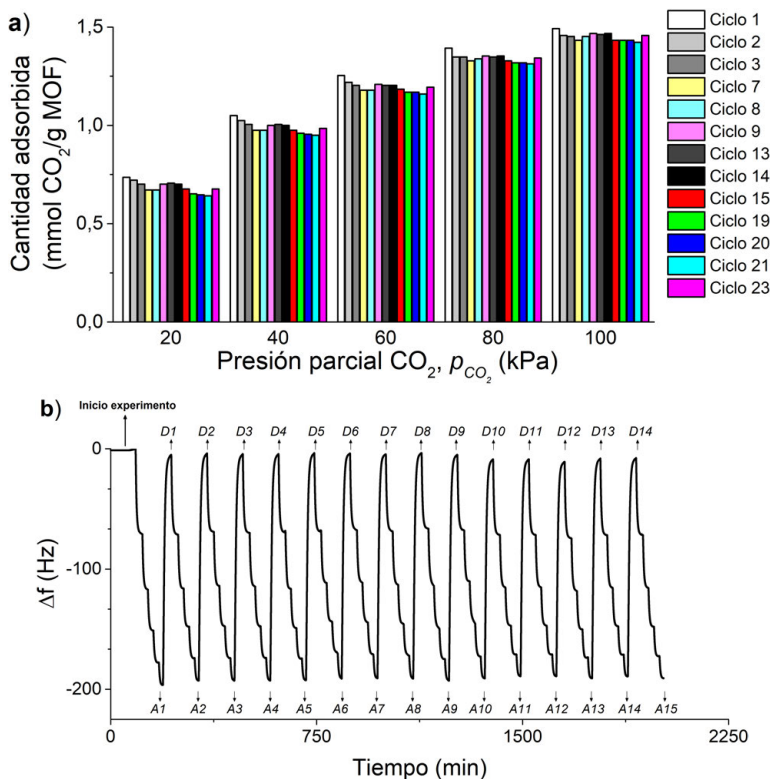 a)
Cantidad adsorbida
(mmol CO₂/g MOF)
1,5
1,0
0,5
0,0
20 40 60 80 100
Presión parcial CO₂, p_CO₂ (kPa)
Ciclo 1
Ciclo 2
Ciclo 3
Ciclo 7
Ciclo 8
Ciclo 9
Ciclo 13
Ciclo 14
Ciclo 15
Ciclo 19
Ciclo 20
Ciclo 21
Ciclo 23
b)
Inicio experimento
D1 D2 D3 D4 D5 D6 D7 D8 D9 D10 D11 D12 D13 D14
Δf (Hz)
0
-100
-200
A1 A2 A3 A4 A5 A6 A7 A8 A9 A10 A11 A12 A13 A14 A15
0 750 1500 2250
Tiempo (min)